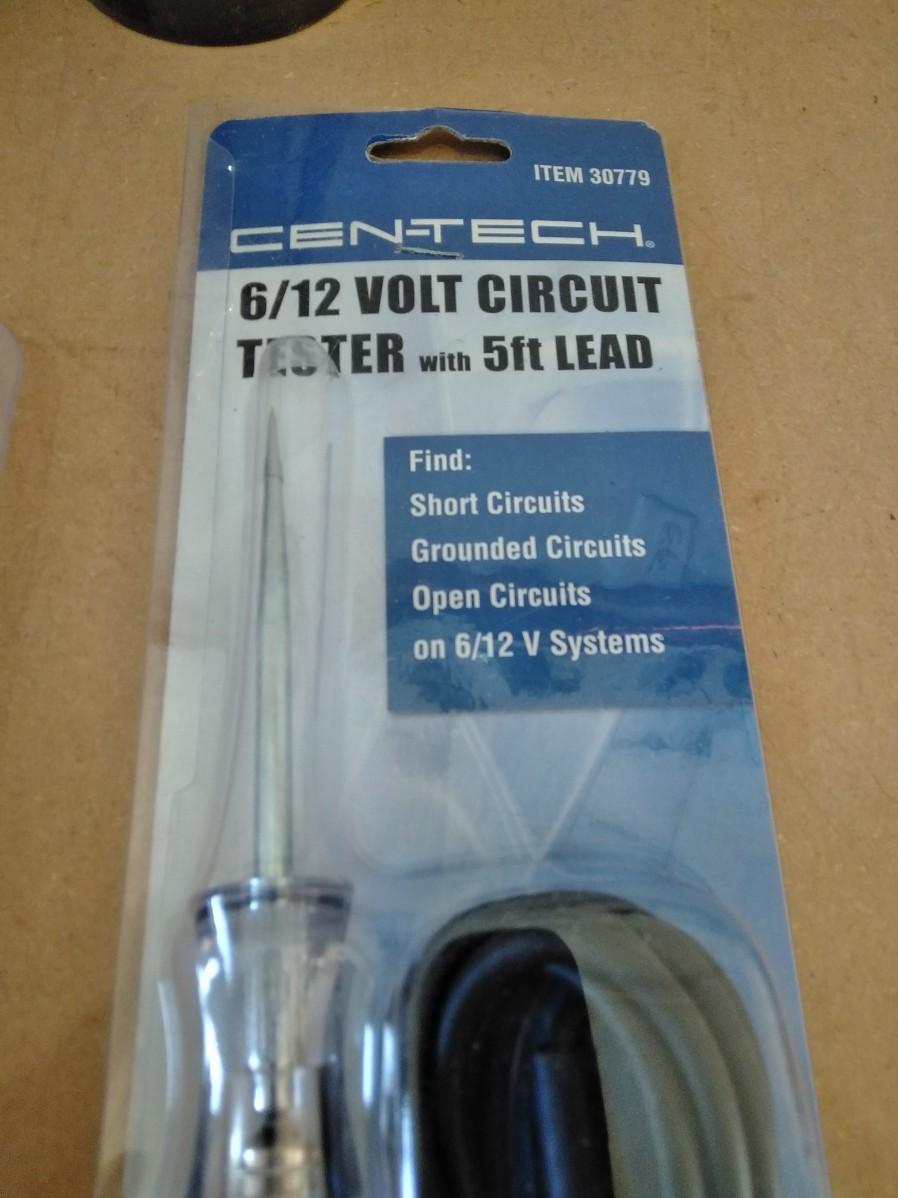 ITEM 30779
CEN-TECH®
6/12 VOLT CIRCUIT
TESTER with 5ft LEAD
Find:
Short Circuits
Grounded Circuits
Open Circuits
on 6/12 V Systems